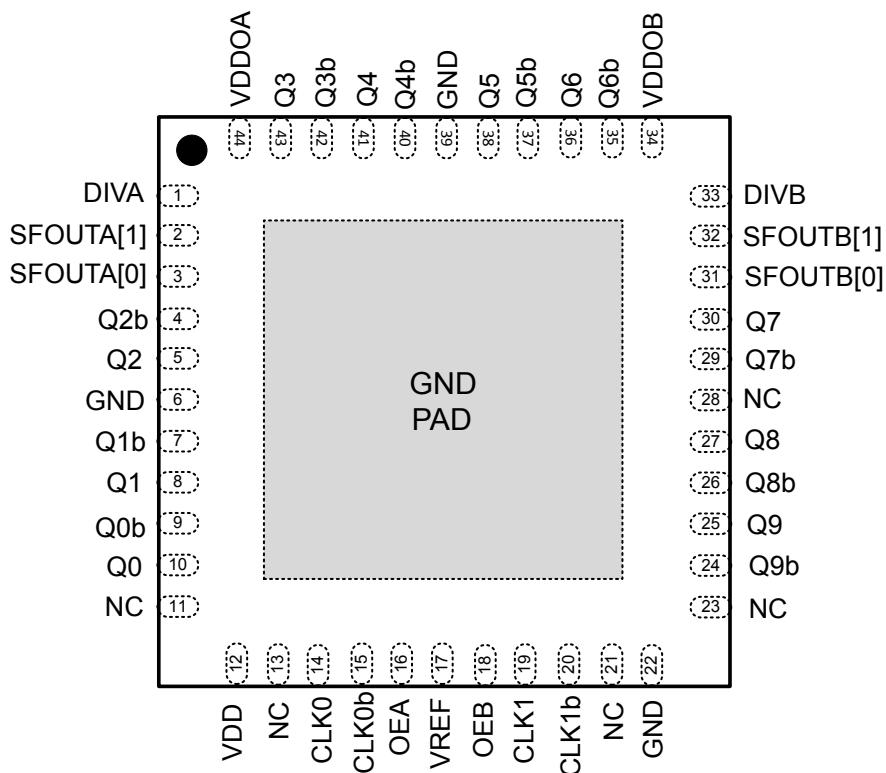 VDDOA
Q3
Q3b
Q4
Q4b
GND
Q5
Q5b
Q6
Q6b
VDDOB
44
43
42
41
40
39
38
37
36
35
34
DIVA 1
SFOUTA[1] 2
SFOUTA[0] 3
Q2b 4
Q2 5
GND 6
Q1b 7
Q1 8
Q0b 9
Q0 10
NC 11
GND
PAD
33 DIVB
32 SFOUTB[1]
31 SFOUTB[0]
30 Q7
29 Q7b
28 NC
27 Q8
26 Q8b
25 Q9
24 Q9b
23 NC
12
13
14
15
16
17
18
19
20
21
22
VDD
NC
CLK0
CLK0b
OEA
VREF
OEB
CLK1
CLK1b
NC
GND